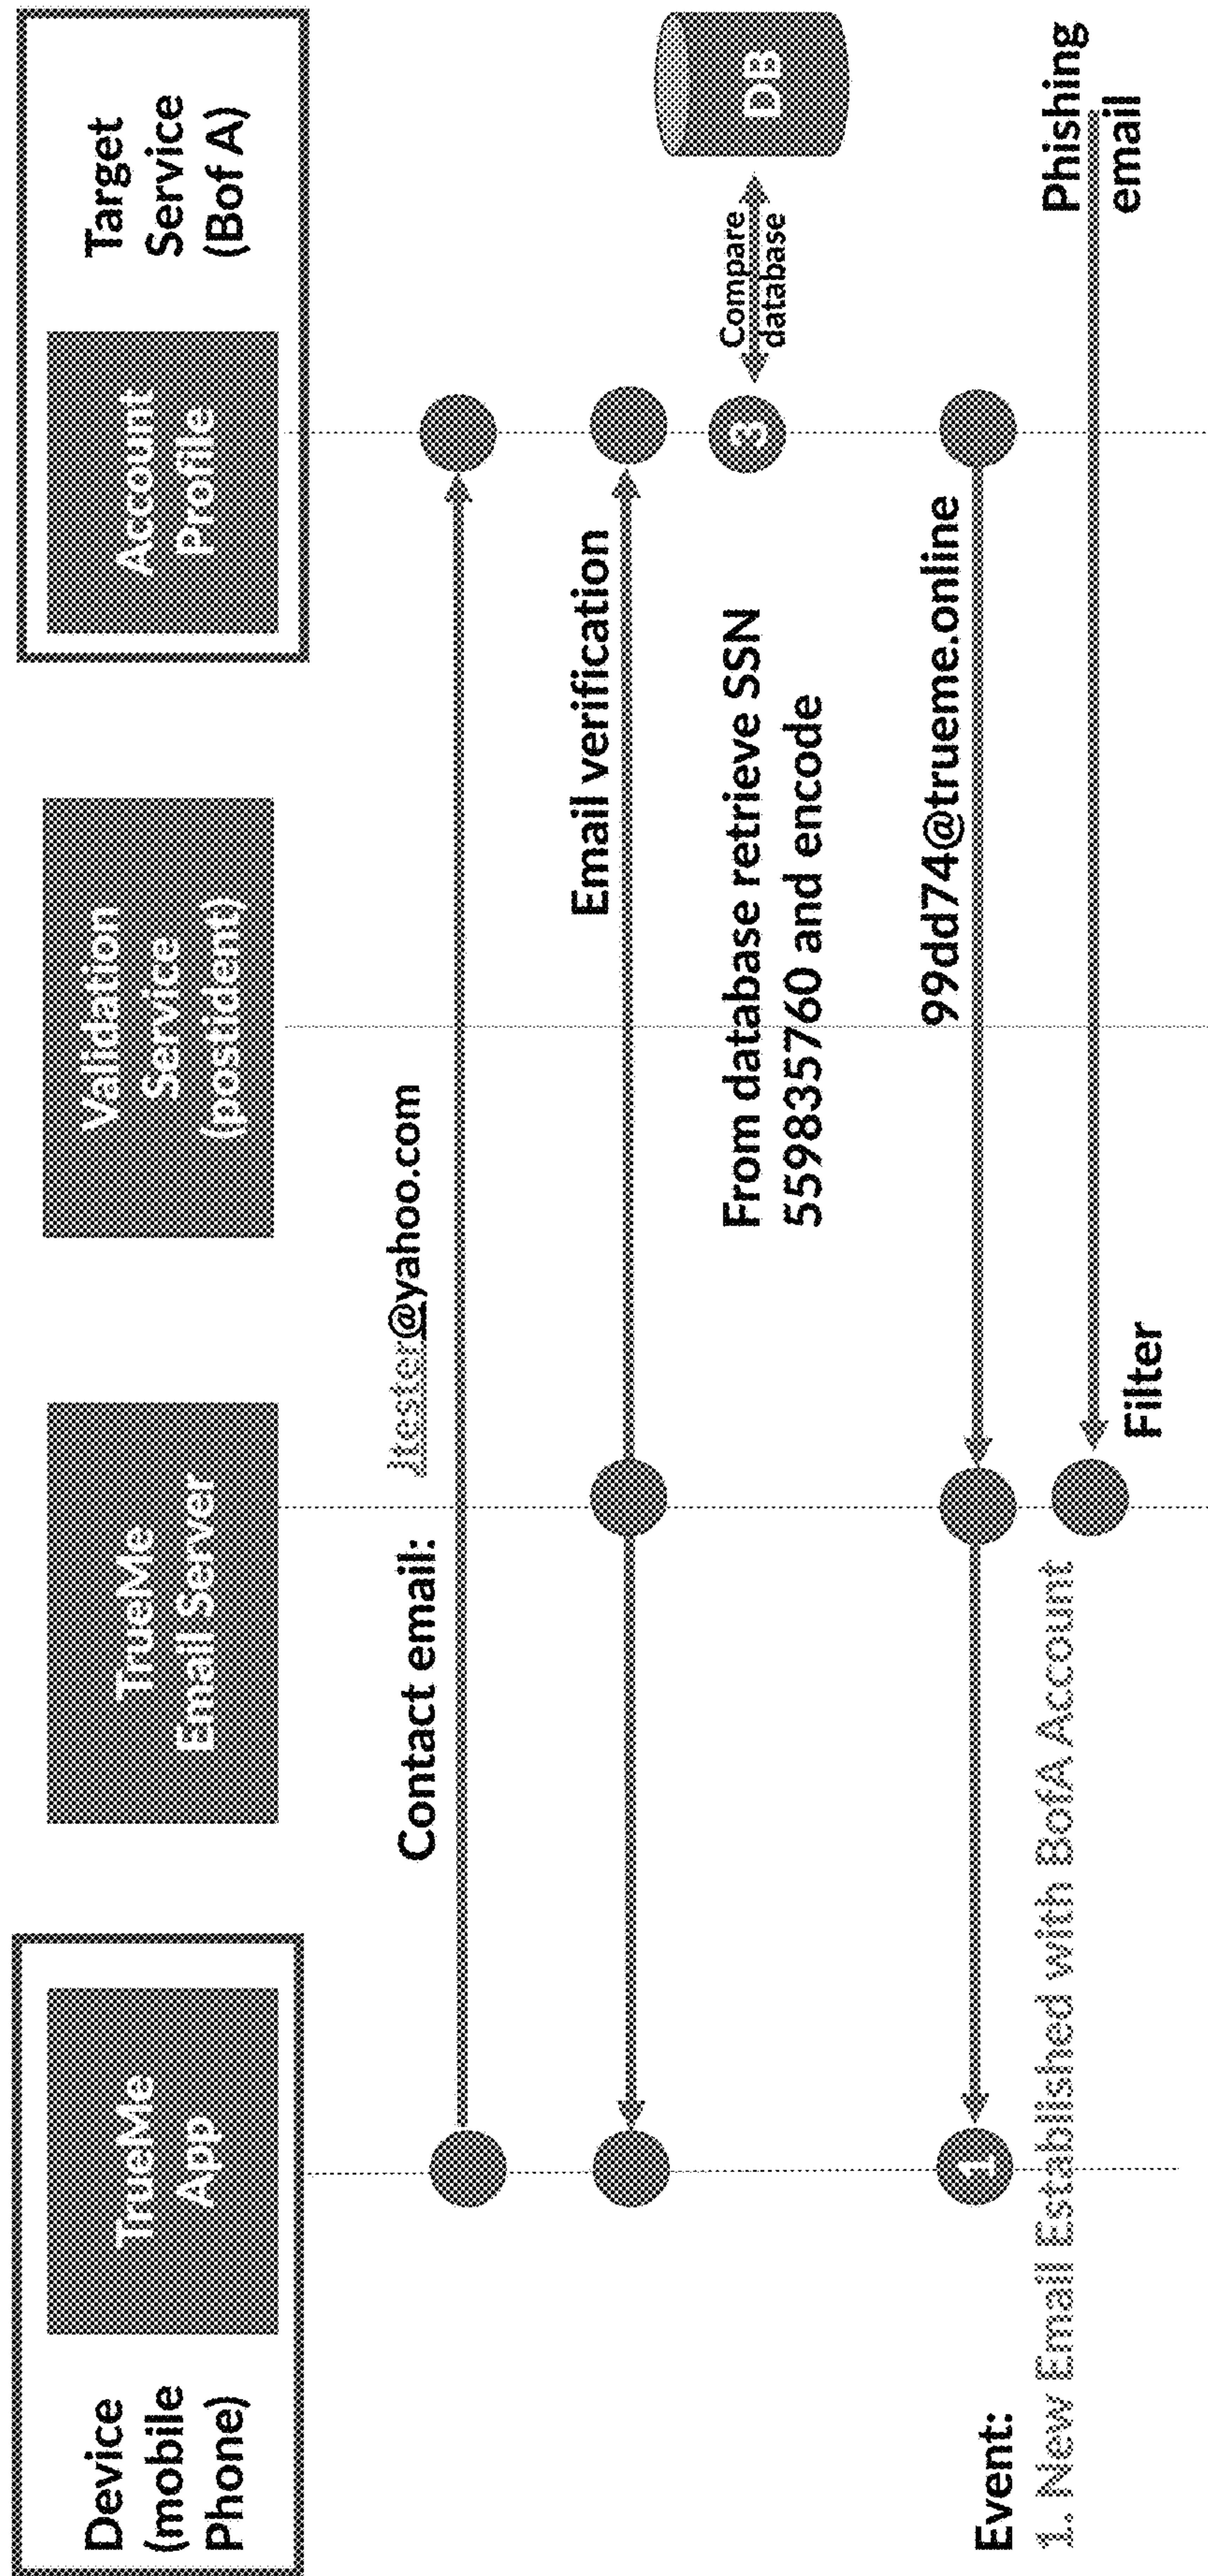 Device
(mobile
Phone)
TrueMe
App
TrueMe
Email Server
Validation
Service
(postident)
Account
Profile
Target
Service
(Bof A)
Contact email:
Jtester@yahoo.com
Email verification
3
Compare
database
DB
From database retrieve SSN
559835760 and encode
99dd74@trueme.online
Event:
1
1. New Email Established with BofA Account
Phishing
email
Filter